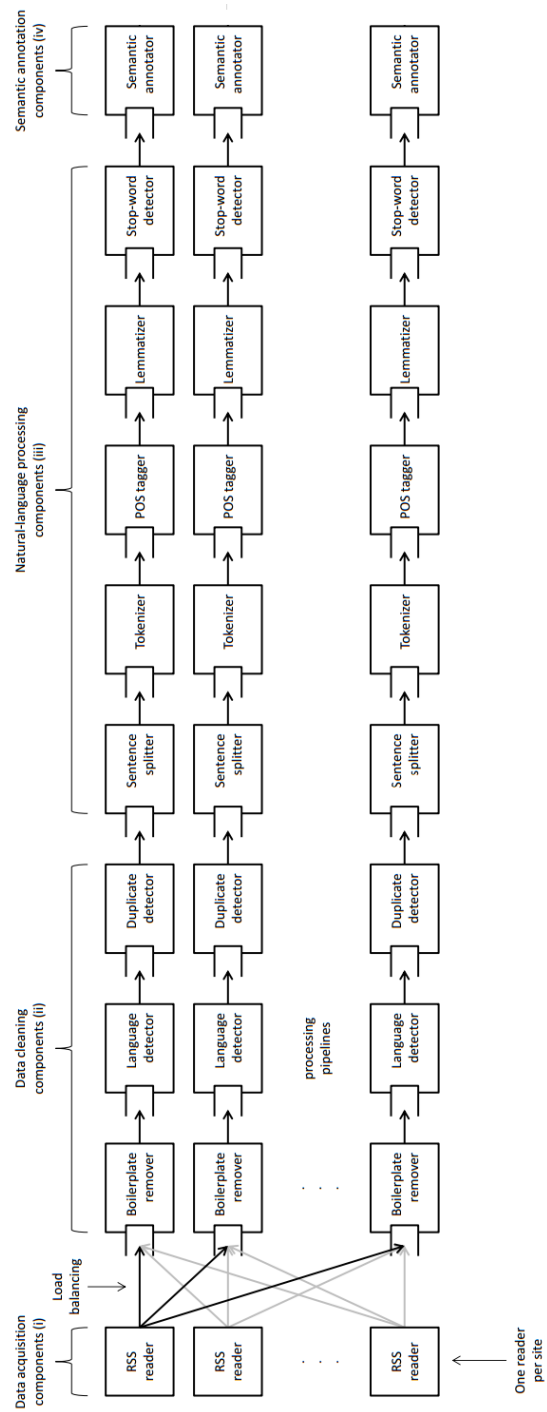 Data acquisition
components (i)
Data cleaning
components (ii)
Natural-language processing
components (iii)
Semantic annotation
components (iv)
Load
balancing
RSS
reader
Boilerplate
remover
Language
detector
Duplicate
detector
Sentence
splitter
Tokenizer
POS tagger
Lemmatizer
Stop-word
detector
Semantic
annotator
RSS
reader
Boilerplate
remover
Language
detector
Duplicate
detector
Sentence
splitter
Tokenizer
POS tagger
Lemmatizer
Stop-word
detector
Semantic
annotator
. . .
. . .
processing
pipelines
RSS
reader
Boilerplate
remover
Language
detector
Duplicate
detector
Sentence
splitter
Tokenizer
POS tagger
Lemmatizer
Stop-word
detector
Semantic
annotator
One reader
per site